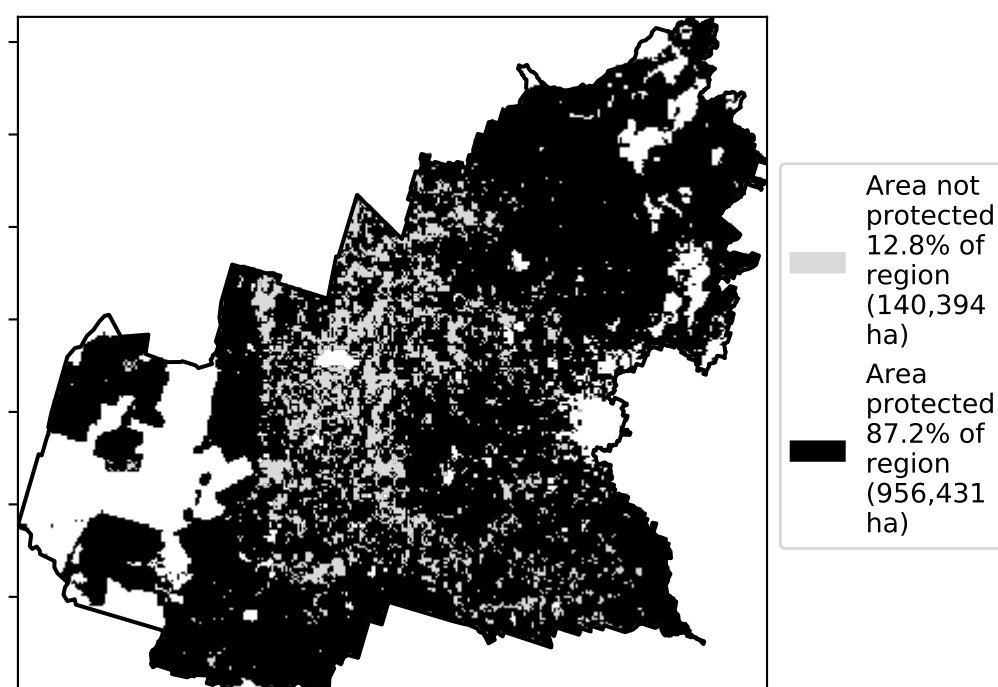 Area not
protected
12.8% of
region
(140,394
ha)
Area
protected
87.2% of
region
(956,431
ha)